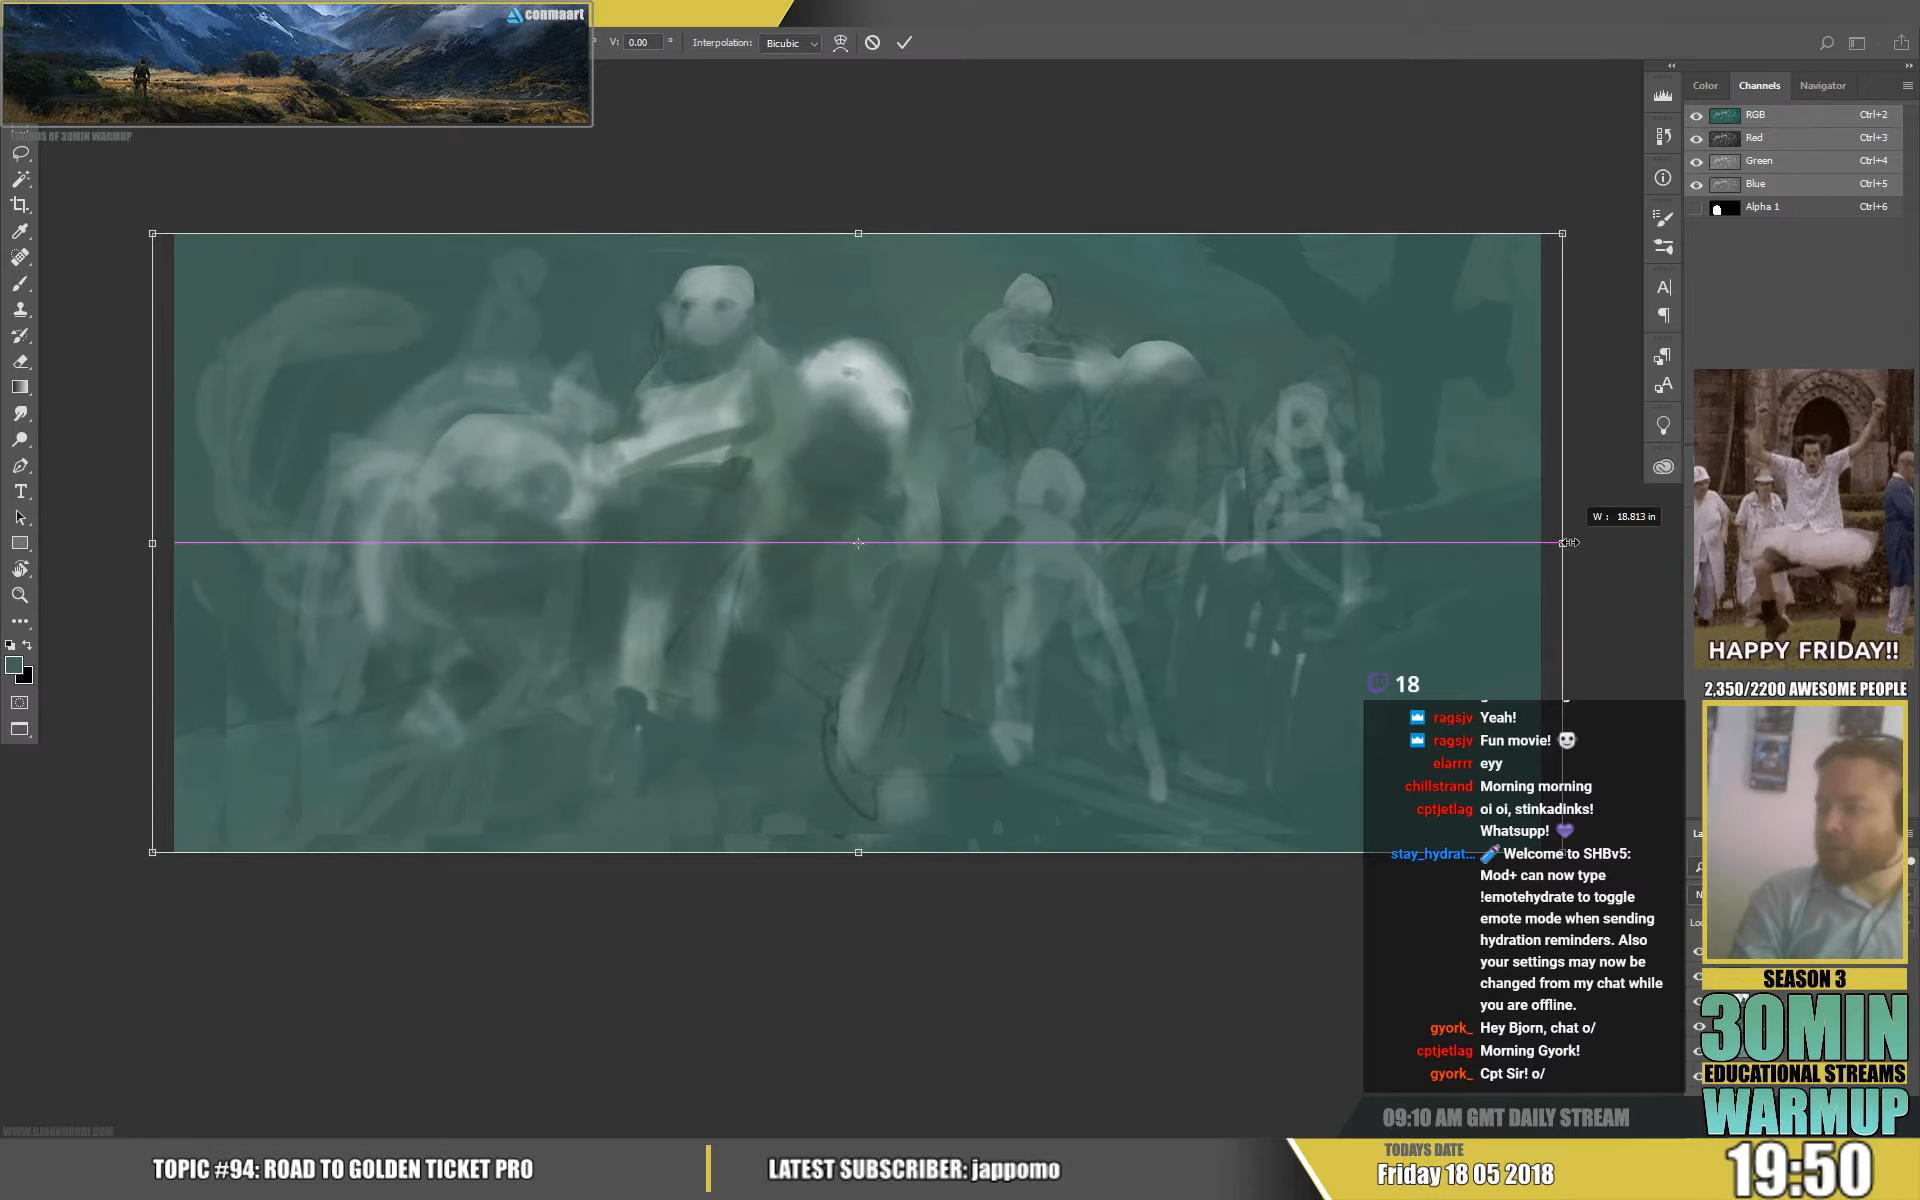 conmaart
V: 0.00 °
Interpolation: Bicubic
OF 30MIN WARMUP
Color
Channels
Navigator
RGB Ctrl+2
Red Ctrl+3
Green Ctrl+4
Blue Ctrl+5
Alpha 1 Ctrl+6
W : 18.813 in
HAPPY FRIDAY!!
2,350/2200 AWESOME PEOPLE
18
ragsjv Yeah!
ragsjv Fun movie!
elarrrr eyy
chillstrand Morning morning
cptjetlag oi oi, stinkadinks!
Whatsupp!
stay_hydrat... Welcome to SHBv5:
Mod+ can now type
!emotehydrate to toggle
emote mode when sending
hydration reminders. Also
your settings may now be
changed from my chat while
you are offline.
gyork_ Hey Bjorn, chat o/
cptjetlag Morning Gyork!
gyork_ Cpt Sir! o/
SEASON 3
30MIN
EDUCATIONAL STREAMS
WARMUP
09:10 AM GMT DAILY STREAM
WWW.BJORNHURRI.COM
TOPIC #94: ROAD TO GOLDEN TICKET PRO
LATEST SUBSCRIBER: jappomo
TODAYS DATE
Friday 18 05 2018
19:50